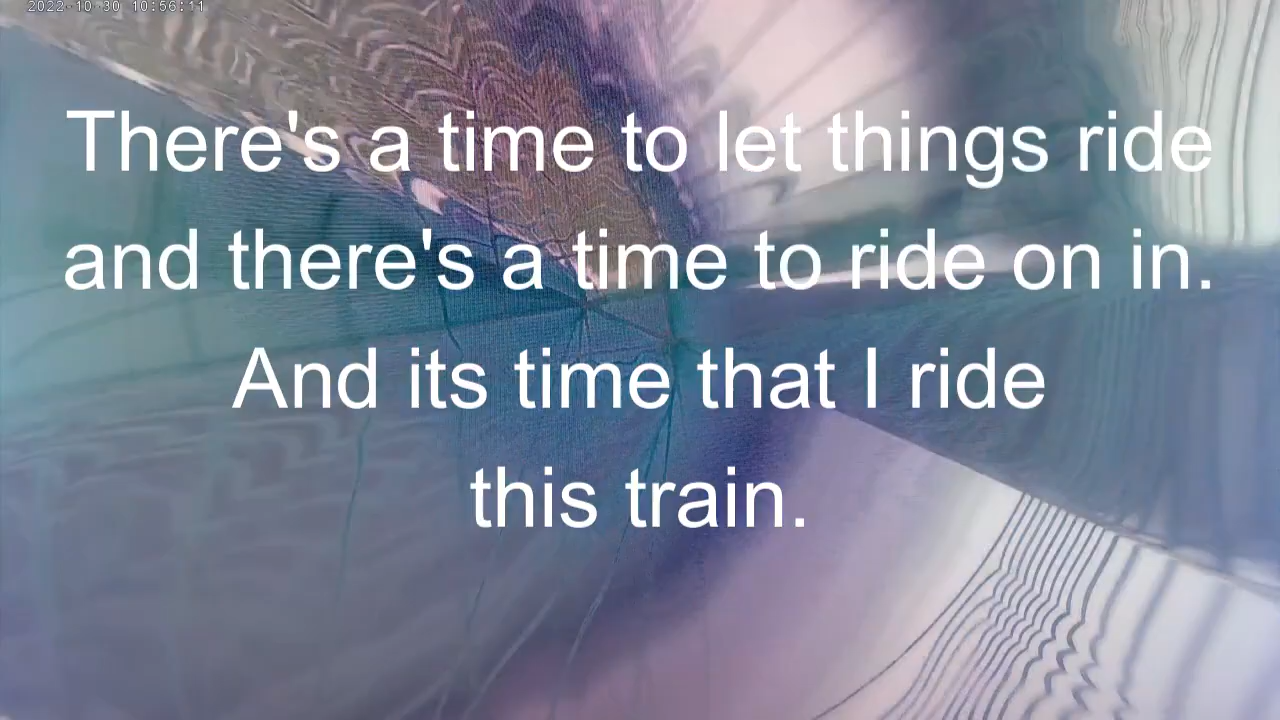 2022-10-30 10:56:11
There's a time to let things ride
and there's a time to ride on in.
And its time that I ride
this train.